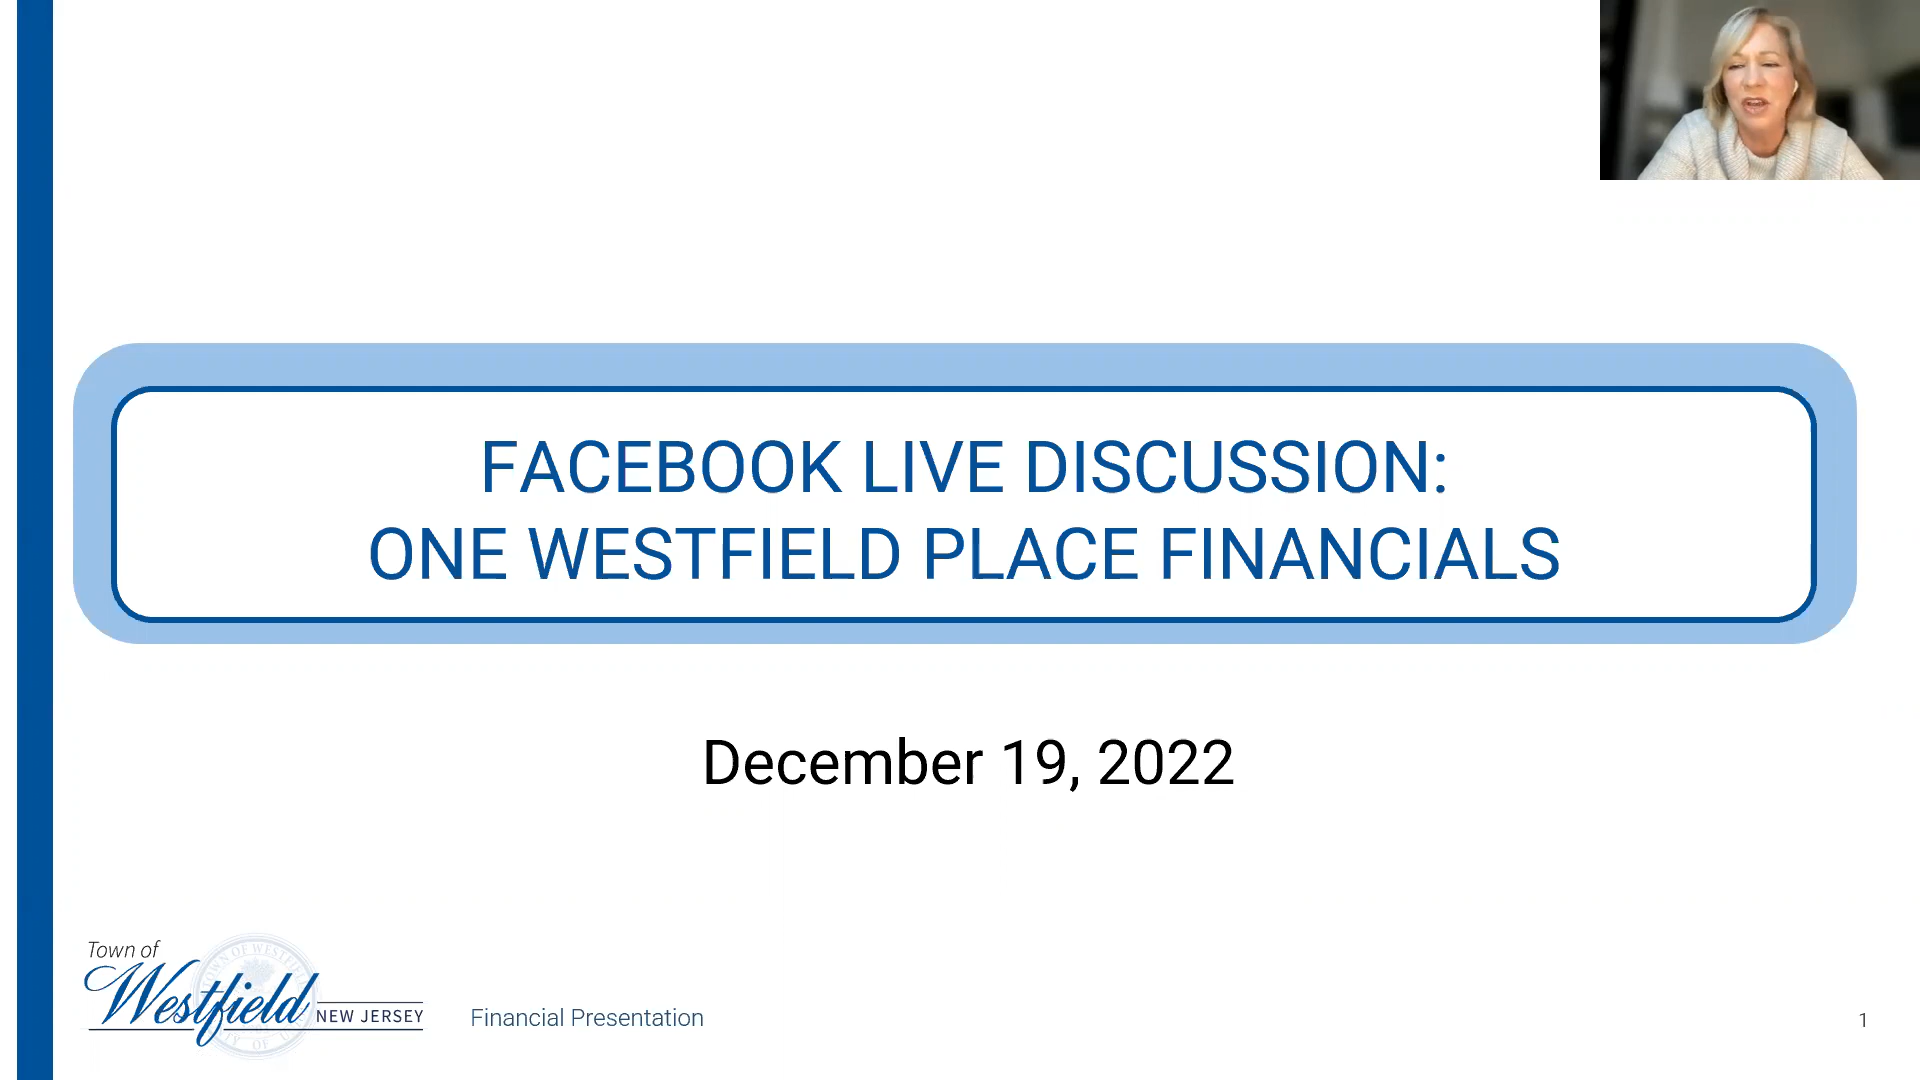 FACEBOOK LIVE DISCUSSION:
ONE WESTFIELD PLACE FINANCIALS
December 19, 2022
Town of
Westfield
NEW JERSEY
Financial Presentation
1